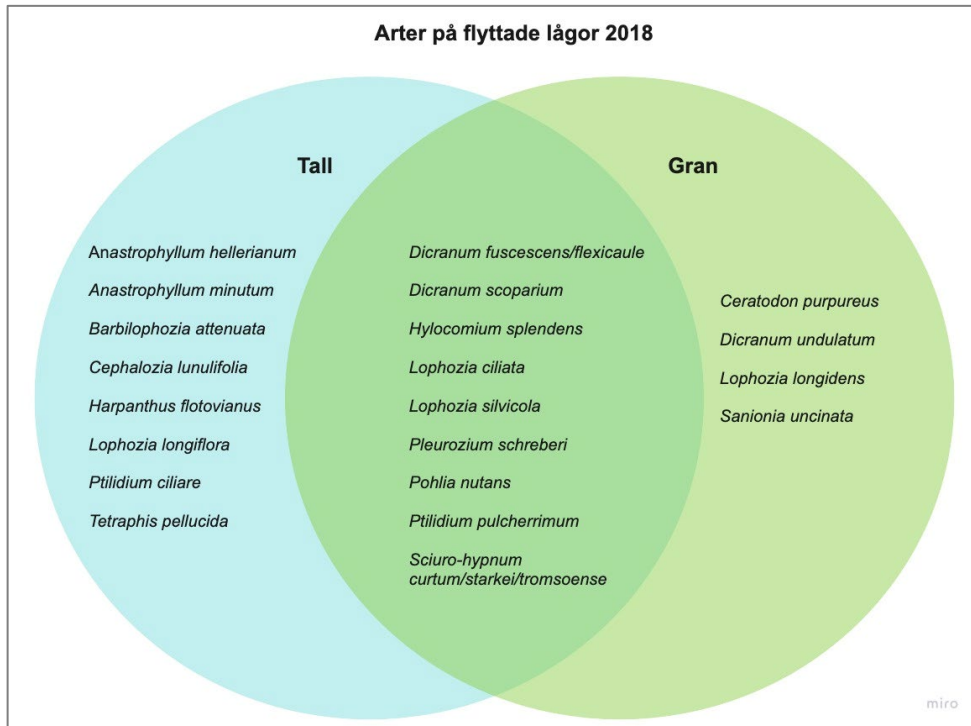 Arter på flyttade lågor 2018
Tall
Anastrophyllum hellerianum
Anastrophyllum minutum
Barbilophozia attenuata
Cephalozia lunulifolia
Harpanthus flotovianus
Lophozia longiflora
Ptilidium ciliare
Tetraphis pellucida
Dicranum fuscescens/flexicaule
Dicranum scoparium
Hylocomium splendens
Lophozia ciliata
Lophozia silvicola
Pleurozium schreberi
Pohlia nutans
Ptilidium pulcherrimum
Sciuro-hypnum
curtum/starkei/tromsoense
Gran
Ceratodon purpureus
Dicranum undulatum
Lophozia longidens
Sanionia uncinata
miro